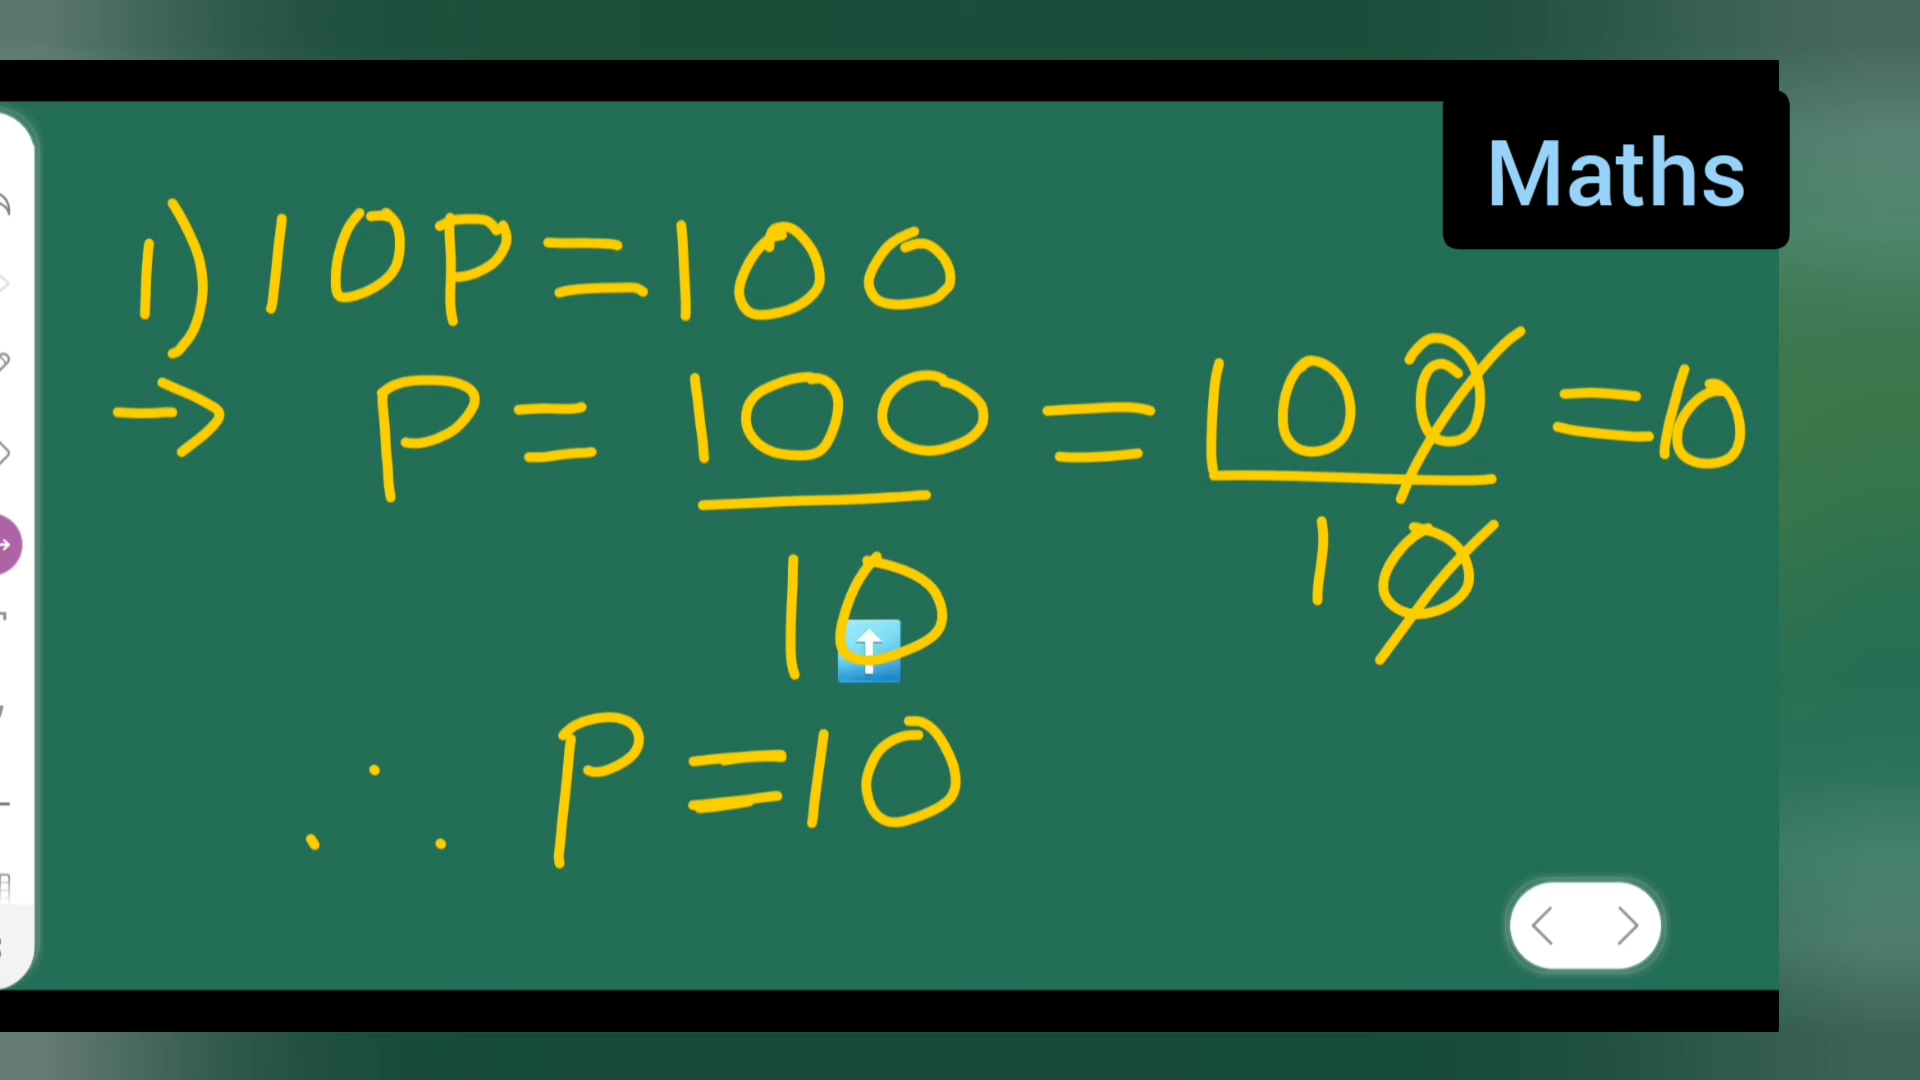 Maths
1) 10P=100
→ P = 100/10 = 100/10 =10
∴ P=10